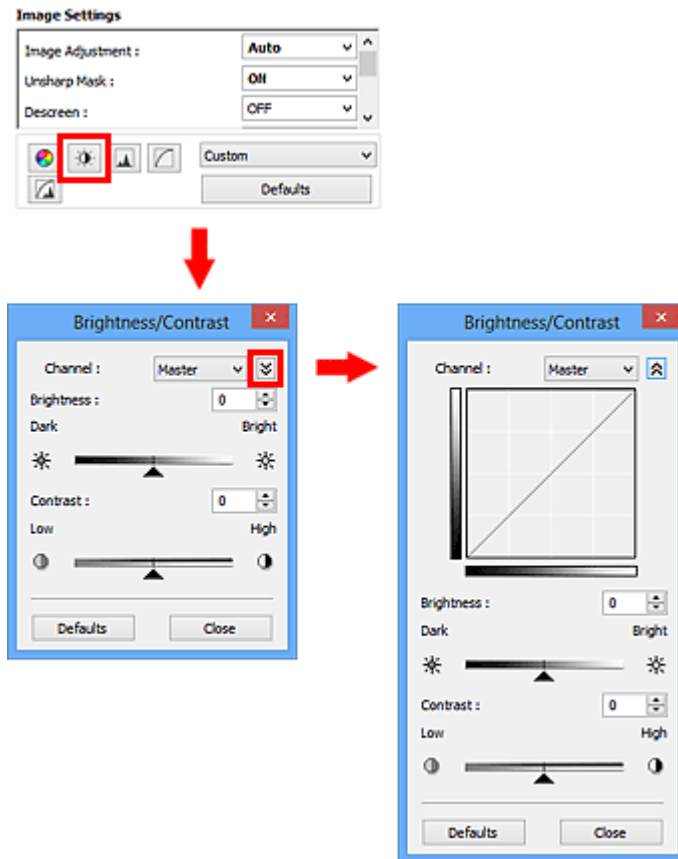 Image Settings
Image Adjustment : Auto
Unsharp Mask : ON
Descreen : OFF
Custom
Defaults
Brightness/Contrast
Channel : Master
Brightness : 0
Dark Bright
Contrast : 0
Low High
Defaults Close
Brightness/Contrast
Channel : Master
Brightness : 0
Dark Bright
Contrast : 0
Low High
Defaults Close